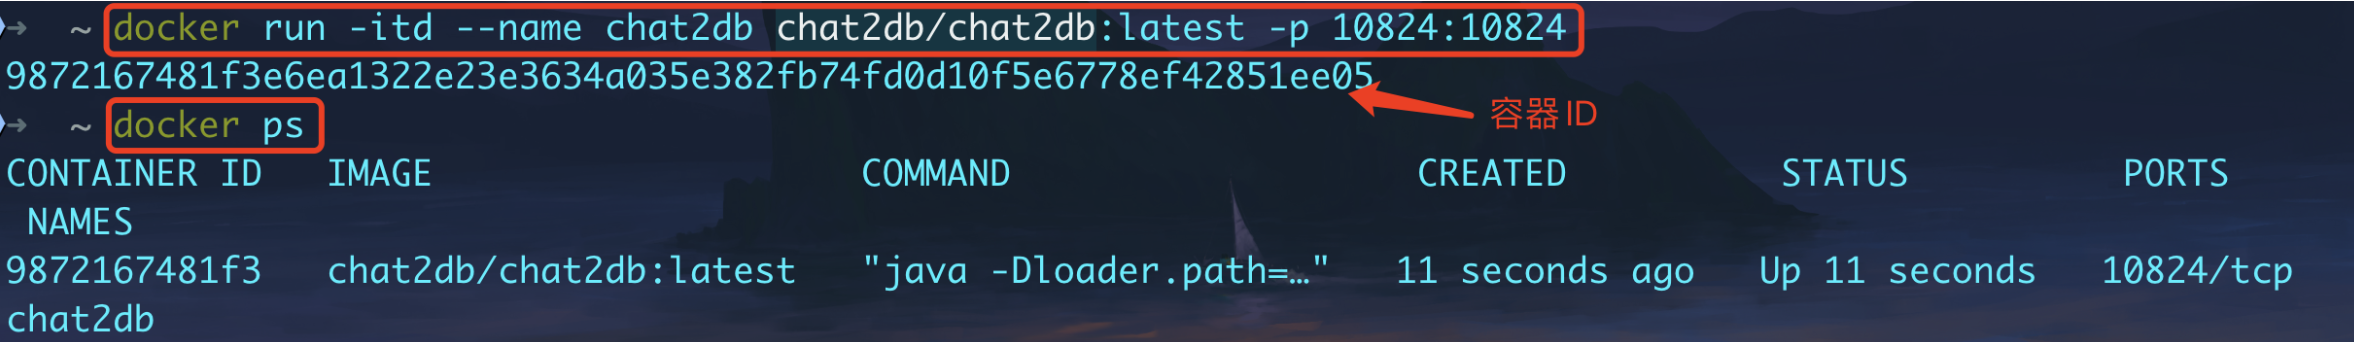 ➜  ~ docker run -itd --name chat2db chat2db/chat2db:latest -p 10824:10824
9872167481f3e6ea1322e23e3634a035e382fb74fd0d10f5e6778ef42851ee05
容器ID
➜  ~ docker ps
CONTAINER ID   IMAGE                    COMMAND                   CREATED          STATUS          PORTS
NAMES
9872167481f3   chat2db/chat2db:latest   "java -Dloader.path=…"   11 seconds ago   Up 11 seconds   10824/tcp
chat2db